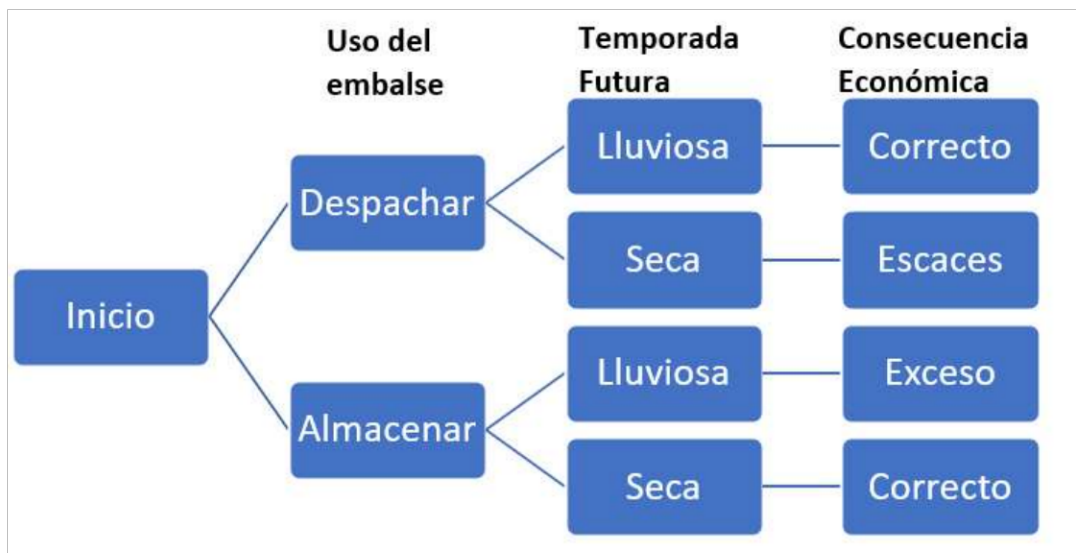 Uso del
embalse
Temporada
Futura
Consecuencia
Económica
Inicio
Despachar
Lluviosa
Correcto
Seca
Escaces
Almacenar
Lluviosa
Exceso
Seca
Correcto